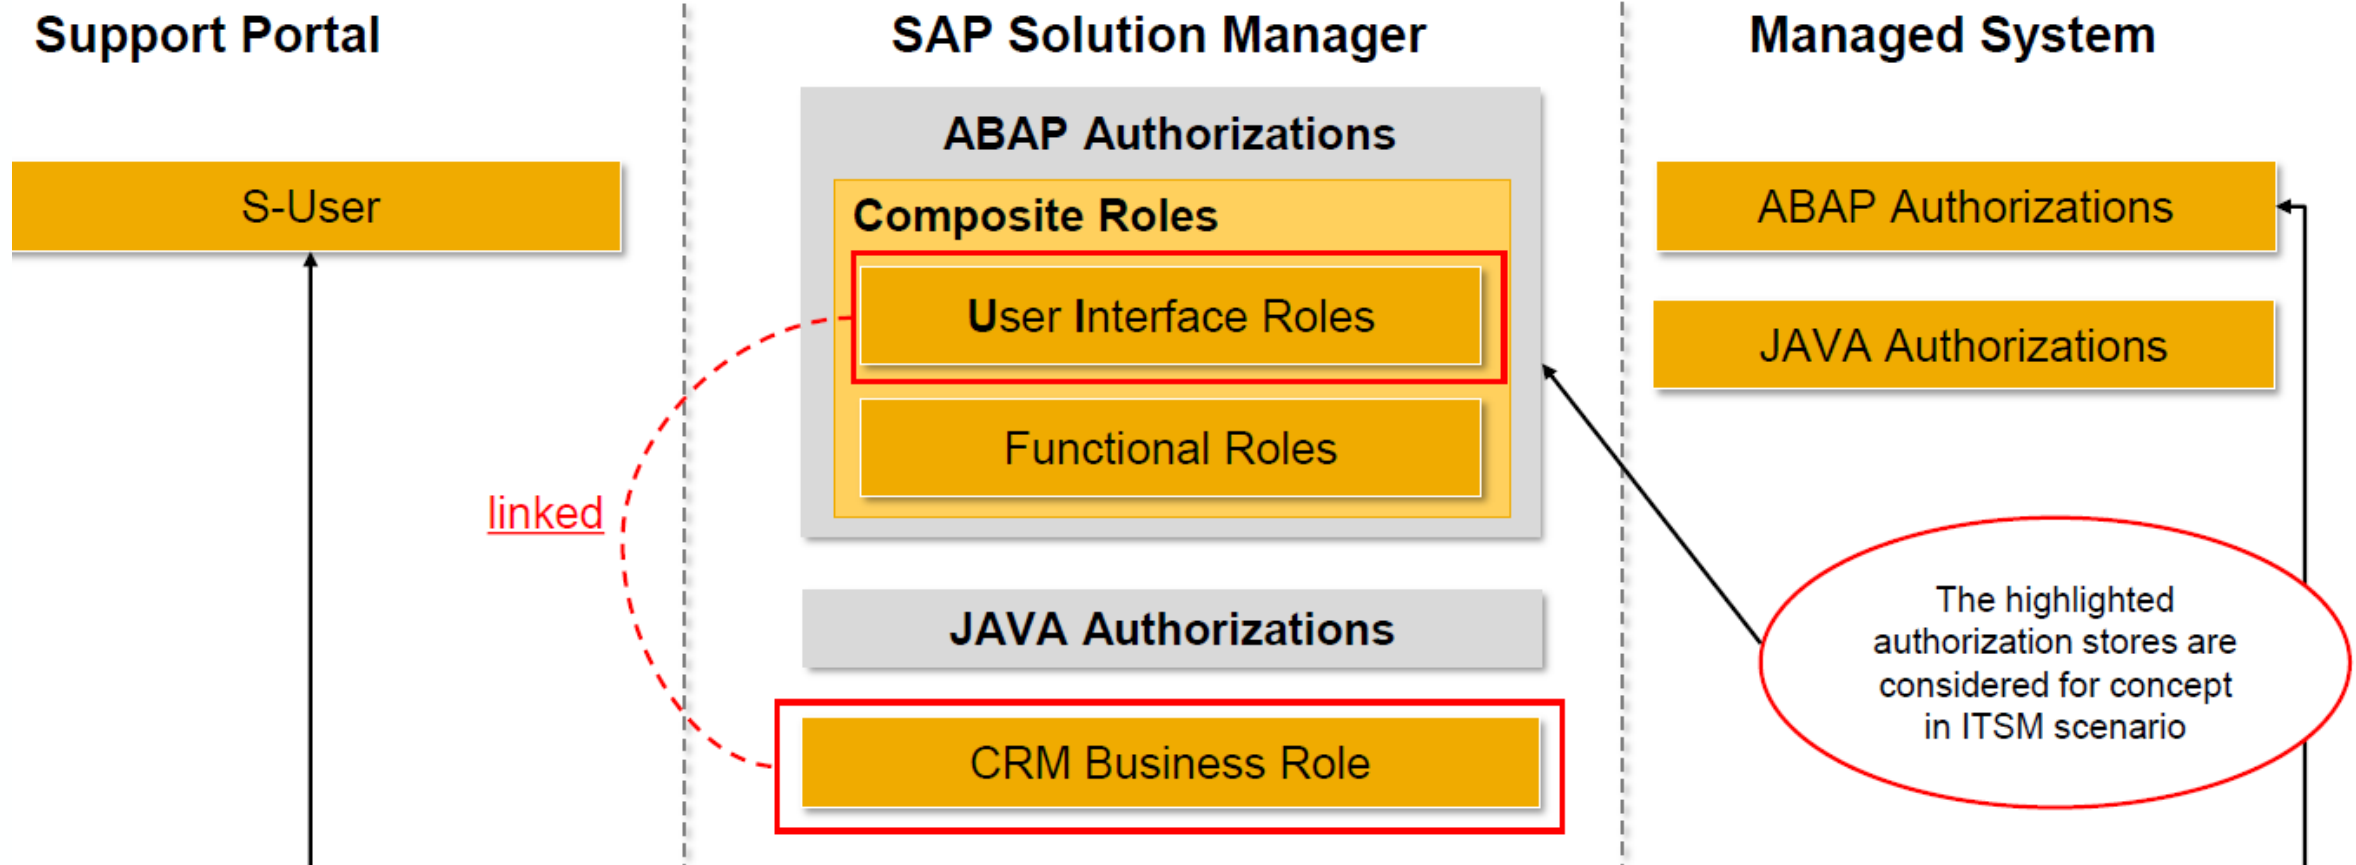 Support Portal
SAP Solution Manager
Managed System
S-User
ABAP Authorizations
Composite Roles
User Interface Roles
Functional Roles
linked
JAVA Authorizations
CRM Business Role
ABAP Authorizations
JAVA Authorizations
The highlighted
authorization stores are
considered for concept
in ITSM scenario